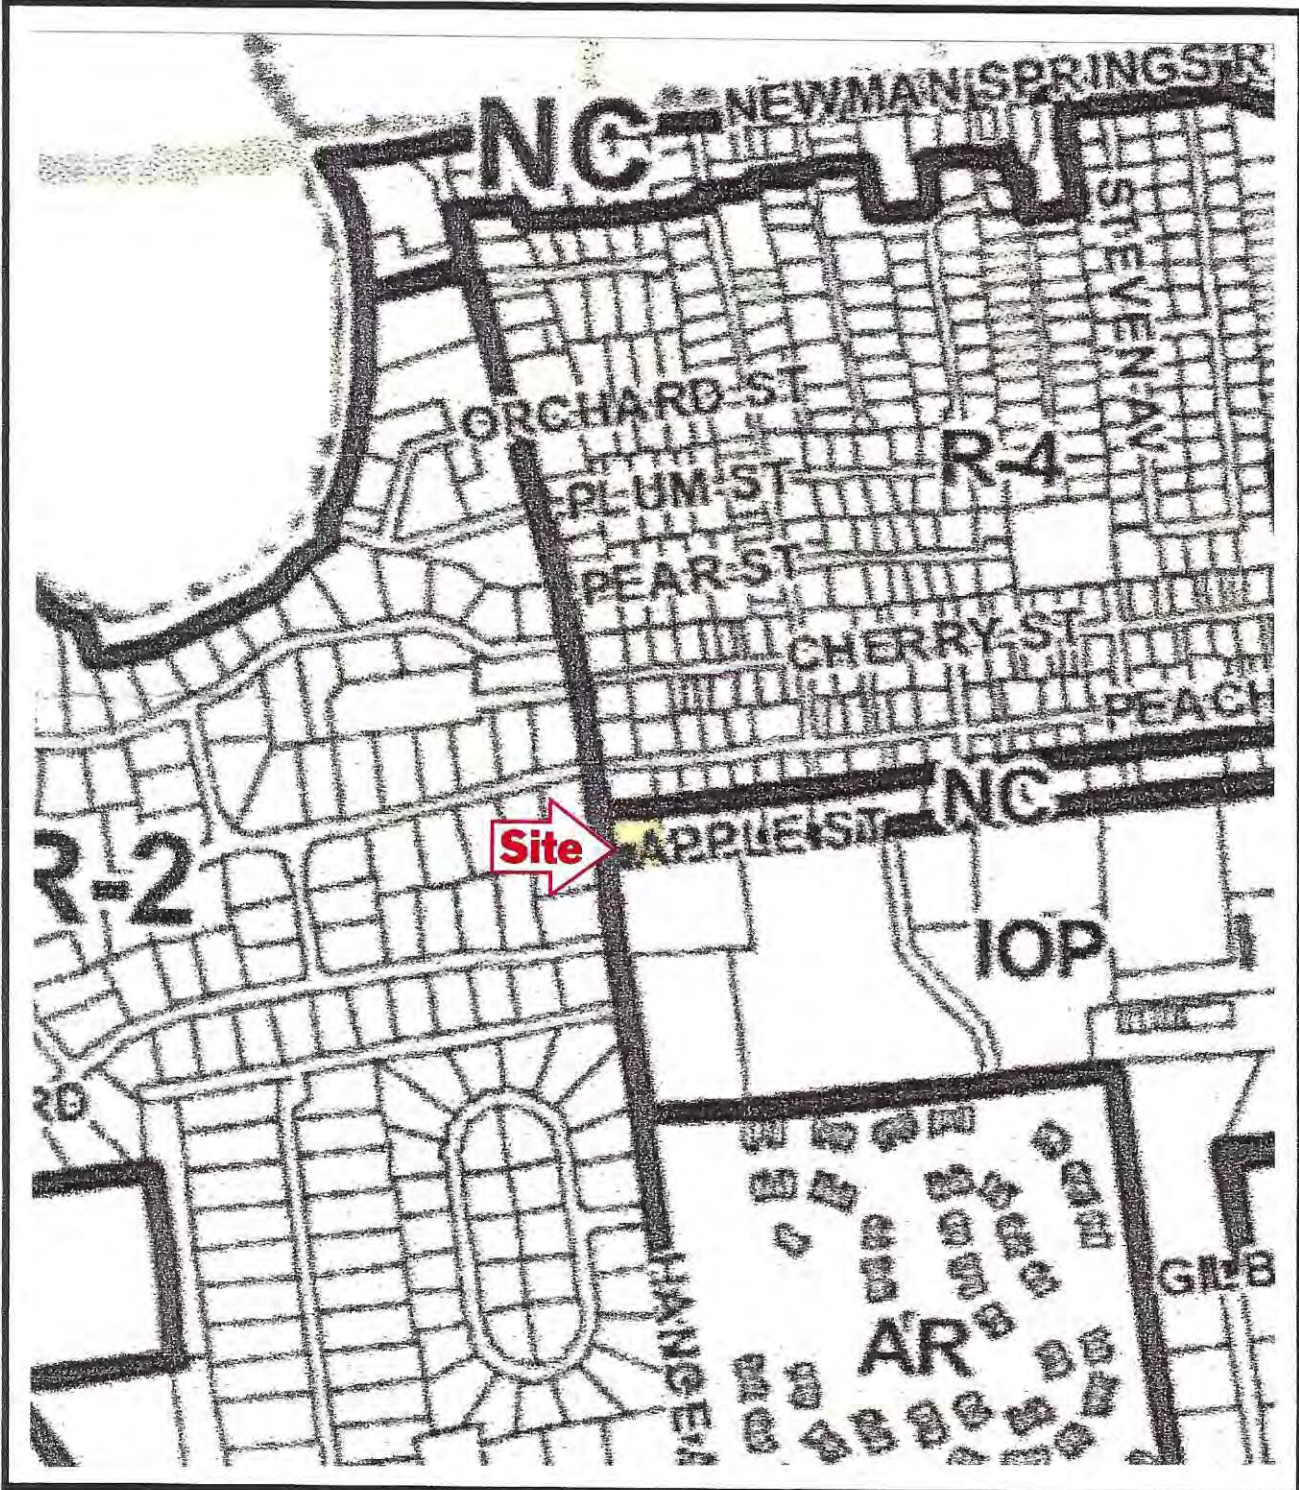 NC
NEWMAN SPRINGS R
STEVEN AV
ORCHARD ST
R-4
PLUM ST
PEAR ST
CHERRY ST
PEACH
NC
Site
APPLE ST
R-2
IOP
RD
HANCE
GILB
AR